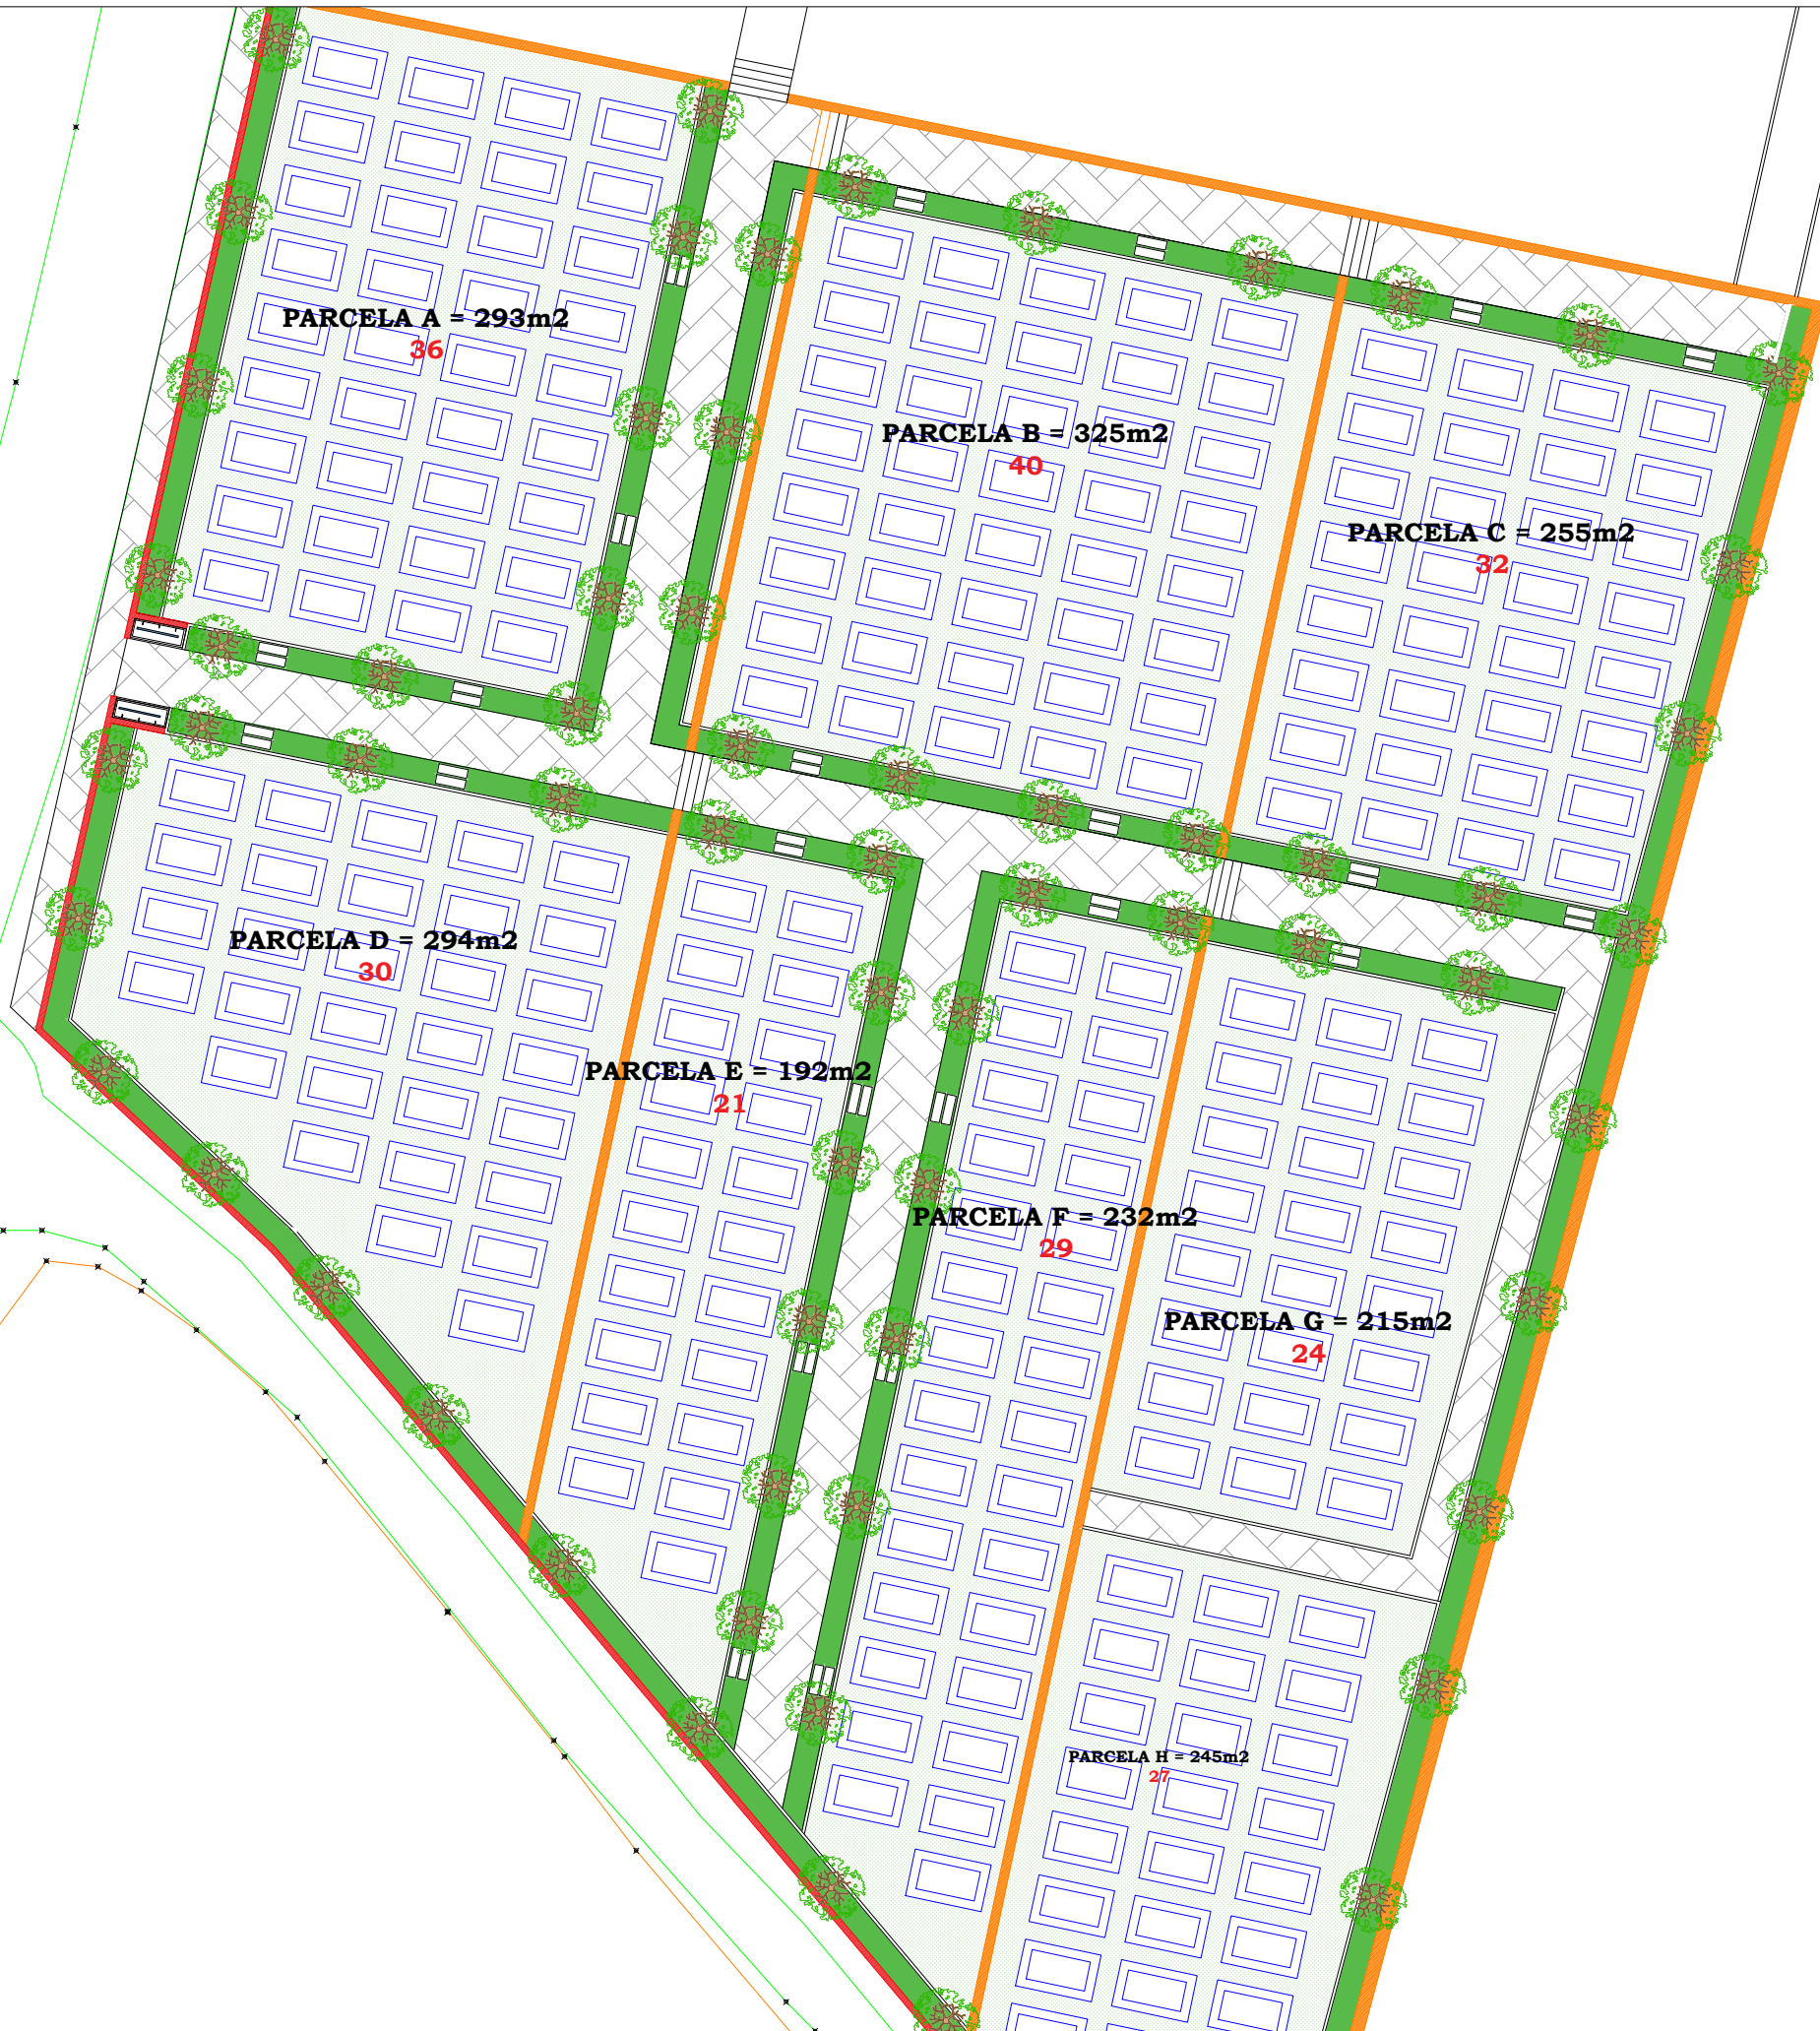 PARCELA A = 293m2
36
PARCELA B = 325m2
40
PARCELA C = 255m2
32
PARCELA D = 294m2
30
PARCELA E = 192m2
21
PARCELA F = 232m2
29
PARCELA G = 215m2
24
PARCELA H = 245m2
27